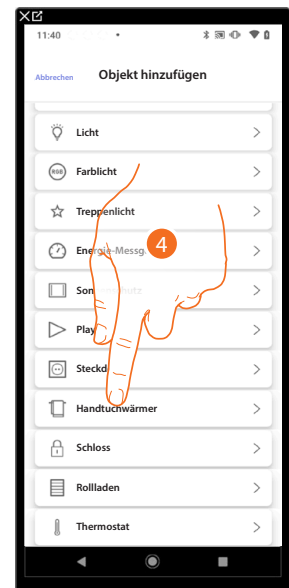 11:40
Abbrechen Objekt hinzufügen
Licht
RGB Farblicht
Treppenlicht
Energie-Messg
4
Son
Play
Steckd
Handtuchwärmer
Schloss
Rollladen
Thermostat